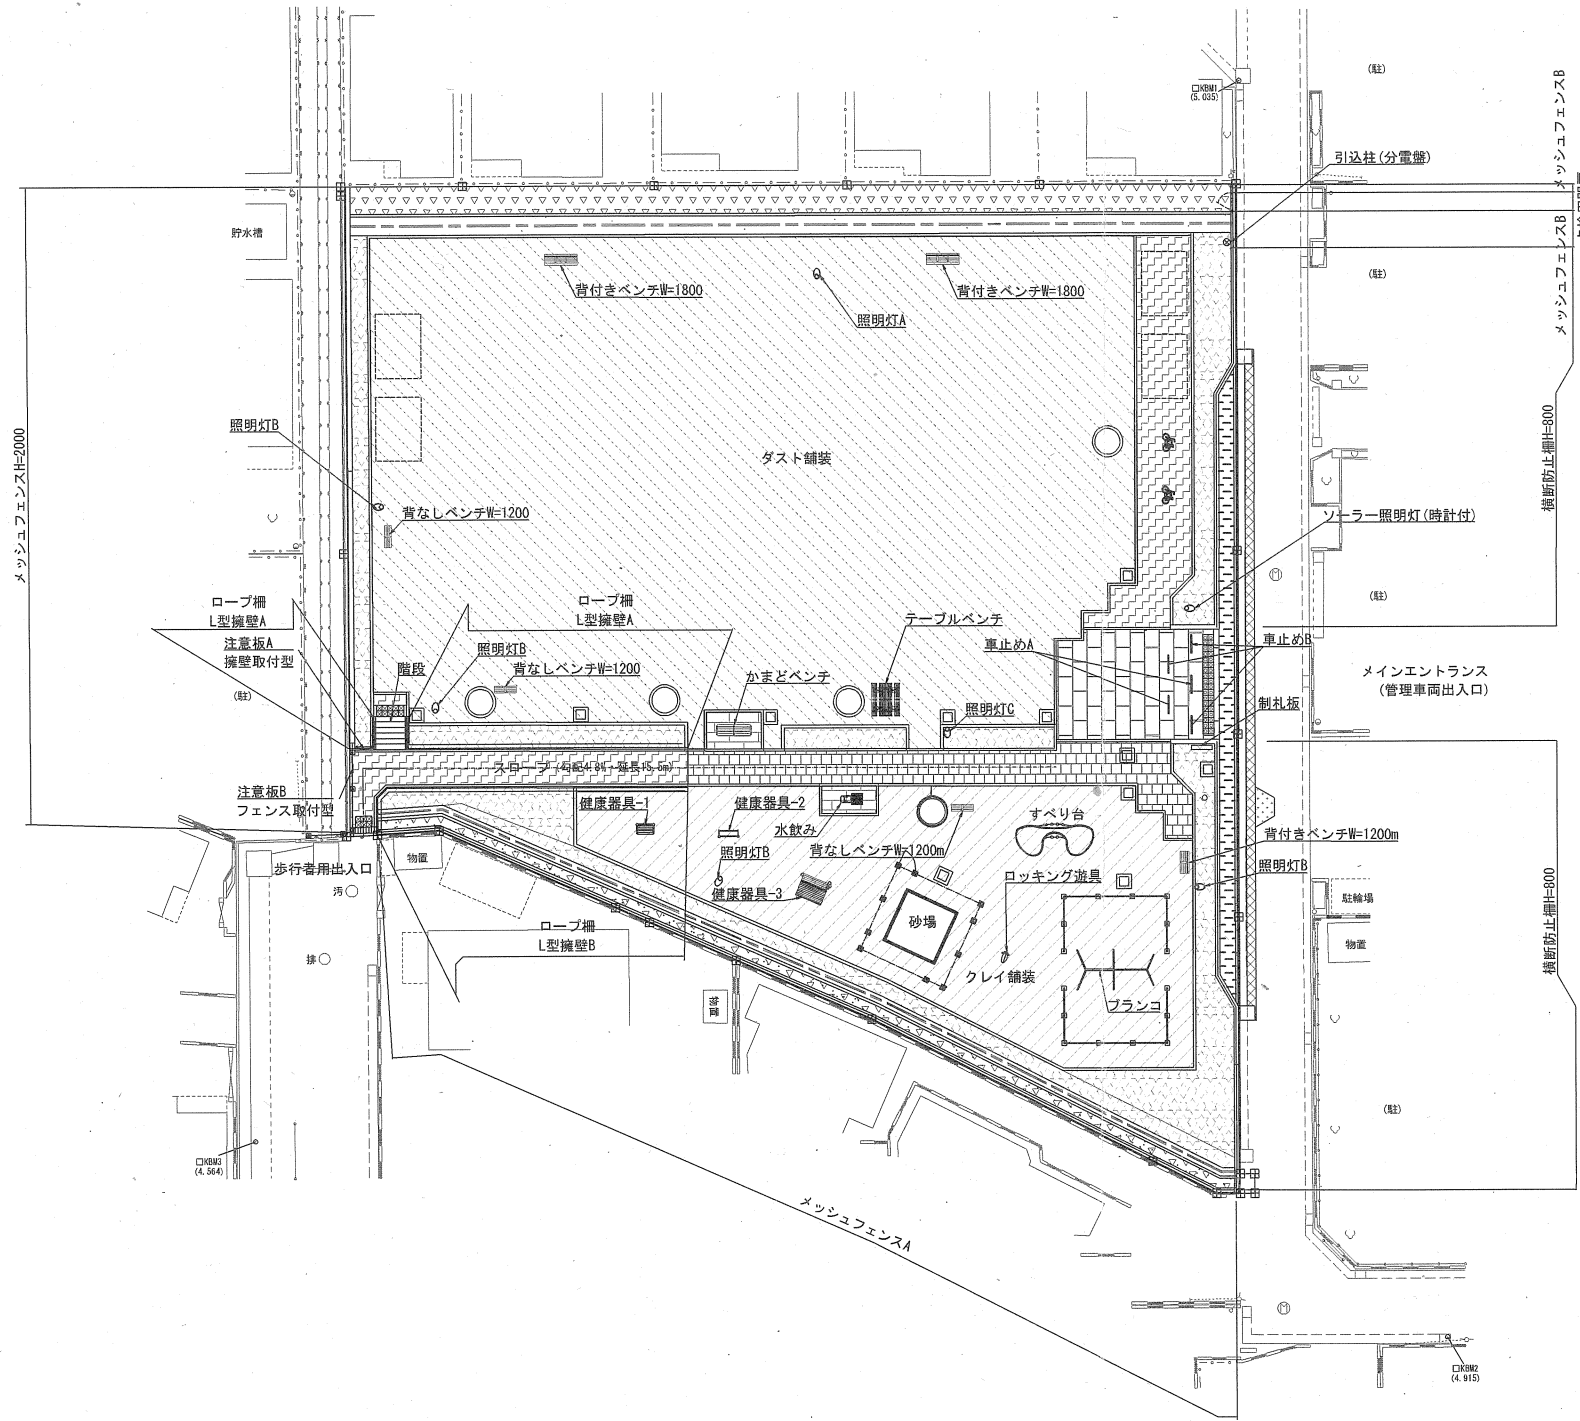 (駐)
□KBM1
(5.035)
メッシュフェンスB
引込柱(分電盤)
貯水槽
(駐)
メッシュフェンスB
背付きベンチW=1800
背付きベンチW=1800
照明灯A
照明灯B
メッシュフェンスH=2000
ダスト舗装
横断防止柵H=800
背なしベンチW=1200
ソーラー照明灯(時計付)
(駐)
ロープ柵
L型擁壁A
ロープ柵
L型擁壁A
テーブルベンチ
注意板A
擁壁取付型
照明灯B
車止めA
車止めB
階段
背なしベンチW=1200
かまどベンチ
メインエントランス
(管理車両出入口)
(駐)
照明灯C
制札板
スロープ (勾配4.8%・延長15.5m)
注意板B
フェンス取付型
健康器具-1
健康器具-2
すべり台
水飲み
背付きベンチW=1200m
背なしベンチW=1200m
照明灯B
物置
歩行者用出入口
照明灯B
ロッキング遊具
汚
健康器具-3
駐輪場
砂場
ロープ柵
L型擁壁B
物置
横断防止柵H=800
排
クレイ舗装
物置
ブランコ
(駐)
□KBM3
(4.564)
メッシュフェンスA
M
M
□KBM2
(4.915)